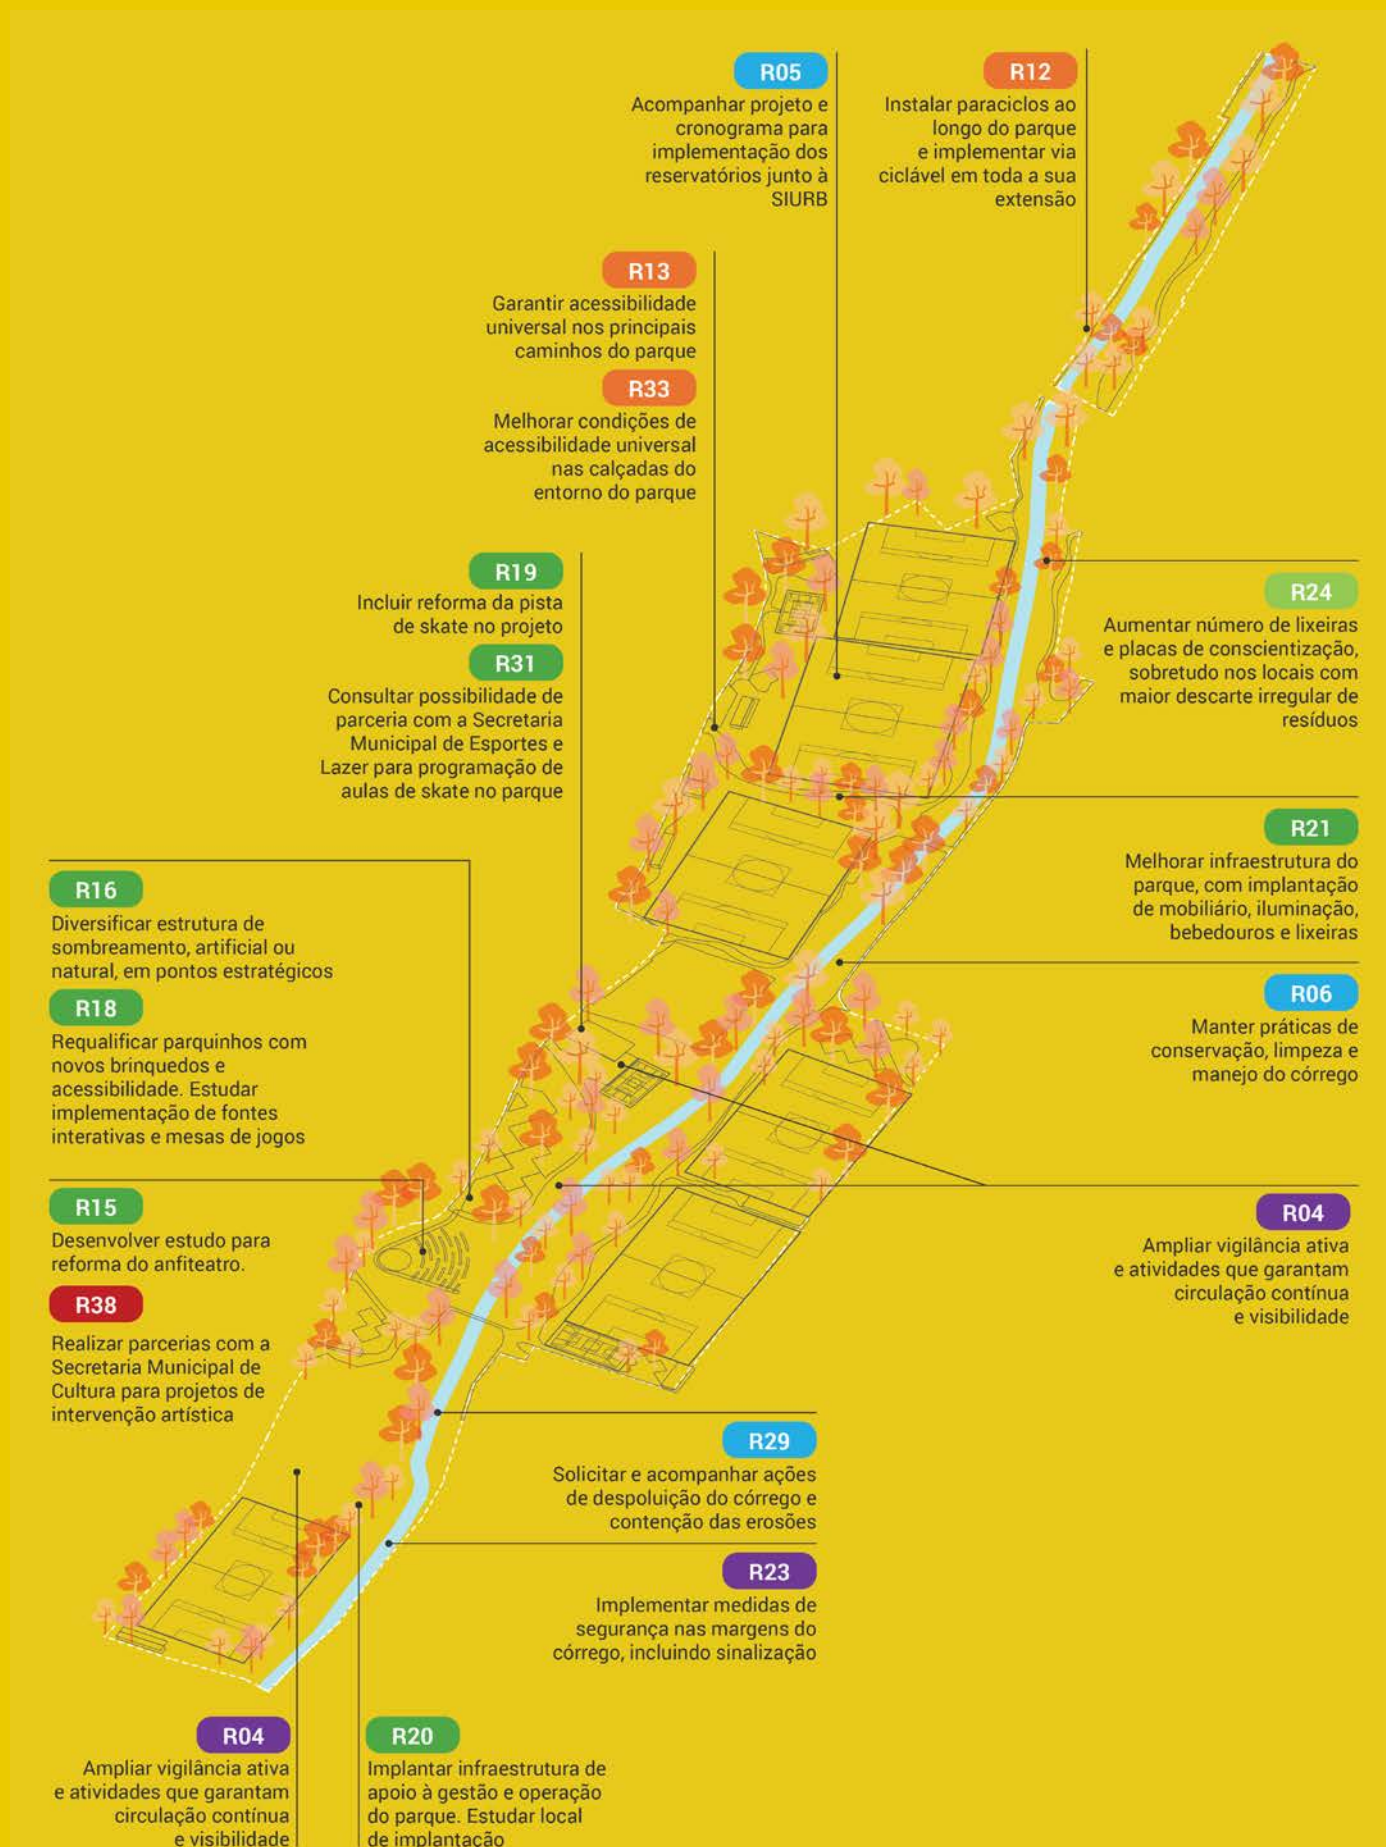 R05
Acompanhar projeto e
cronograma para
implementação dos
reservatórios junto à
SIURB
R12
Instalar paraciclos ao
longo do parque
e implementar via
ciclável em toda a sua
extensão
R13
Garantir acessibilidade
universal nos principais
caminhos do parque
R33
Melhorar condições de
acessibilidade universal
nas calçadas do
entorno do parque
R19
Incluir reforma da pista
de skate no projeto
R31
Consultar possibilidade de
parceria com a Secretaria
Municipal de Esportes e
Lazer para programação de
aulas de skate no parque
R24
Aumentar número de lixeiras
e placas de conscientização,
sobretudo nos locais com
maior descarte irregular de
resíduos
R21
Melhorar infraestrutura do
parque, com implantação
de mobiliário, iluminação,
bebedouros e lixeiras
R16
Diversificar estrutura de
sombreamento, artificial ou
natural, em pontos estratégicos
R18
Requalificar parquinhos com
novos brinquedos e
acessibilidade. Estudar
implementação de fontes
interativas e mesas de jogos
R06
Manter práticas de
conservação, limpeza e
manejo do córrego
R15
Desenvolver estudo para
reforma do anfiteatro.
R38
Realizar parcerias com a
Secretaria Municipal de
Cultura para projetos de
intervenção artística
R04
Ampliar vigilância ativa
e atividades que garantam
circulação contínua
e visibilidade
R29
Solicitar e acompanhar ações
de despoluição do córrego e
contenção das erosões
R23
Implementar medidas de
segurança nas margens do
córrego, incluindo sinalização
R04
Ampliar vigilância ativa
e atividades que garantam
circulação contínua
e visibilidade
R20
Implantar infraestrutura de
apoio à gestão e operação
do parque. Estudar local
de implantação